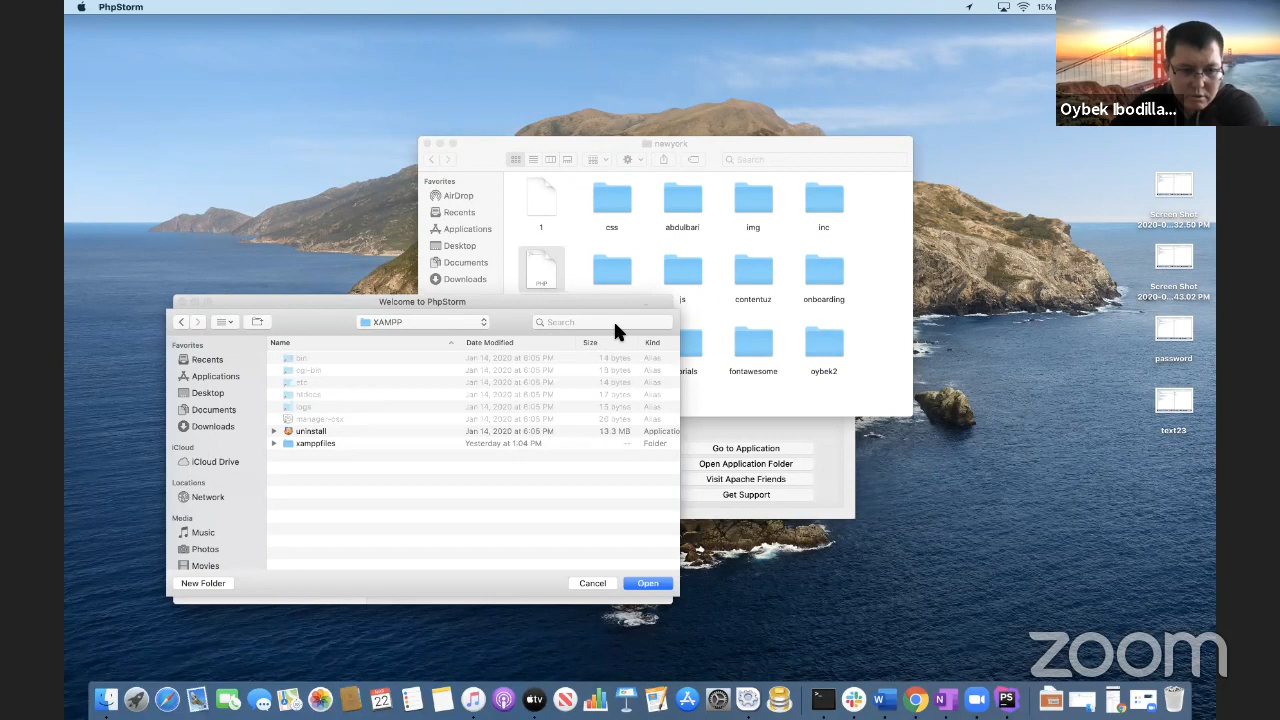 PhpStorm
15%
Oybek Ibodilla...
newyork
Search
Favorites
AirDrop
Recents
Applications
Desktop
Documents
Downloads
1
css
abdulbari
img
inc
PHP
js
contentuz
onboarding
orials
fontawesome
oybek2
Screen Shot
2020-0...32.50 PM
Screen Shot
2020-0...43.02 PM
password
text23
Welcome to PhpStorm
XAMPP
Search
Name Date Modified Size Kind
bin Jan 14, 2020 at 6:05 PM 14 bytes Alias
cgi-bin Jan 14, 2020 at 6:05 PM 18 bytes Alias
etc Jan 14, 2020 at 6:05 PM 14 bytes Alias
htdocs Jan 14, 2020 at 6:05 PM 17 bytes Alias
logs Jan 14, 2020 at 6:05 PM 15 bytes Alias
manager-osx Jan 14, 2020 at 6:05 PM 26 bytes Alias
uninstall Jan 14, 2020 at 6:05 PM 13.3 MB Applicatio
xamppfiles Yesterday at 1:04 PM -- Folder
Favorites
Recents
Applications
Desktop
Documents
Downloads
iCloud
iCloud Drive
Locations
Network
Media
Music
Photos
Movies
New Folder
Cancel
Open
Go to Application
Open Application Folder
Visit Apache Friends
Get Support
zoom
22
PS